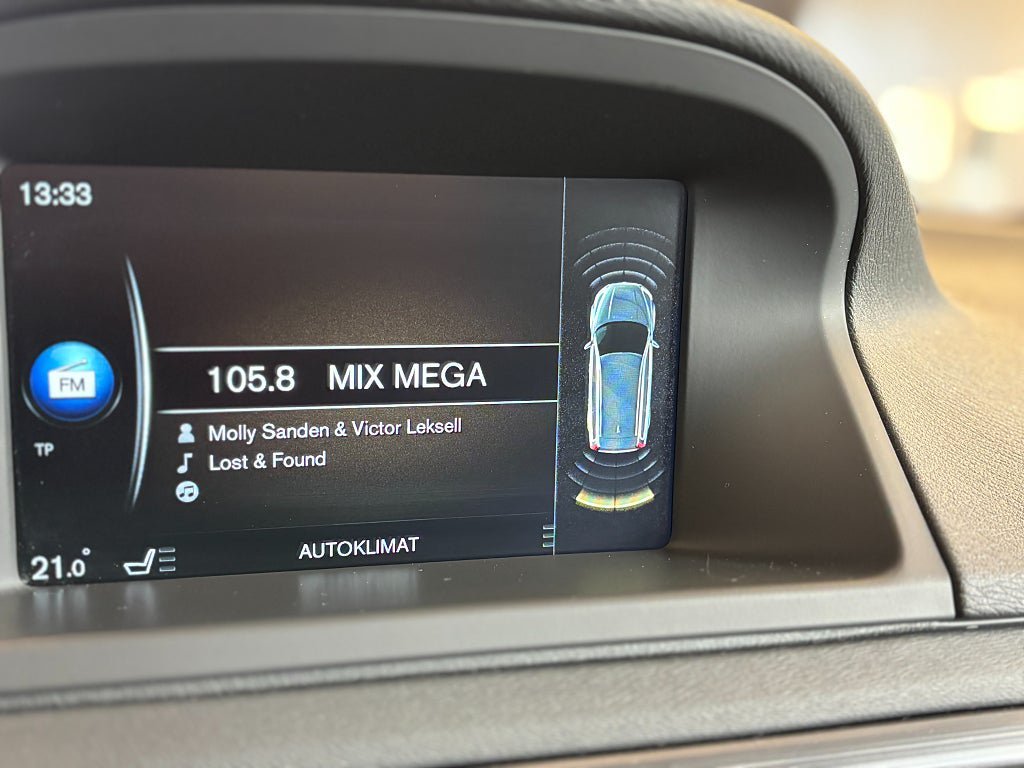 13:33
FM
105.8 MIX MEGA
TP
Molly Sanden & Victor Leksell
Lost & Found
21.0°
AUTOKLIMAT